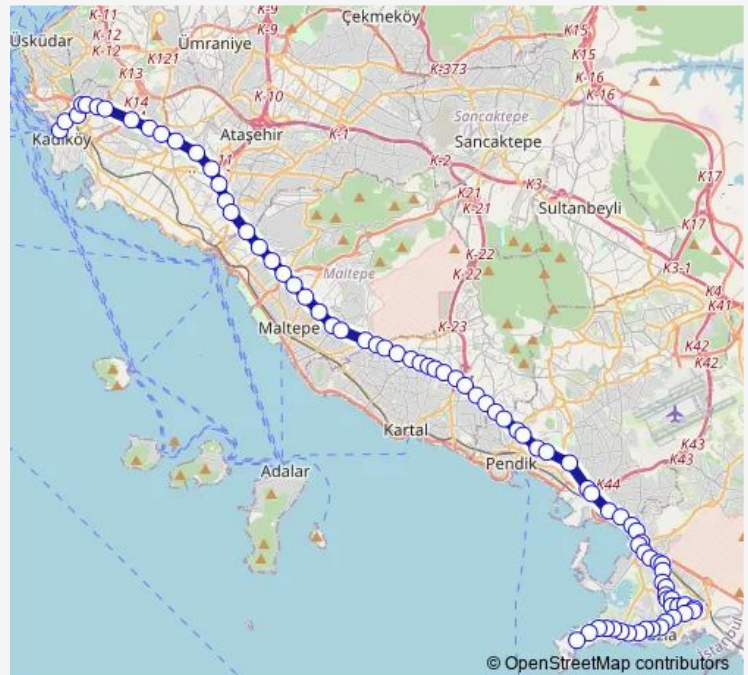 K-11
K-9
K-9
Çekmeköy
K15
Üsküdar
K-12
K-12
Ümraniye
K15
K13
K121
K-373
K-16
K-16
K-10
K14
Sancaktepe
Kadıköy
Ataşehir
K-1
Sancaktepe
K-2
K17
K3
K21
K-21
Sultanbeyli
K17
K-22
K-22
K3-1
Maltepe
K4
K41
K-23
Maltepe
K42
K42
Kartal
K43
K43
Pendik
Adalar
K44
İstanbul
© OpenStreetMap contributors